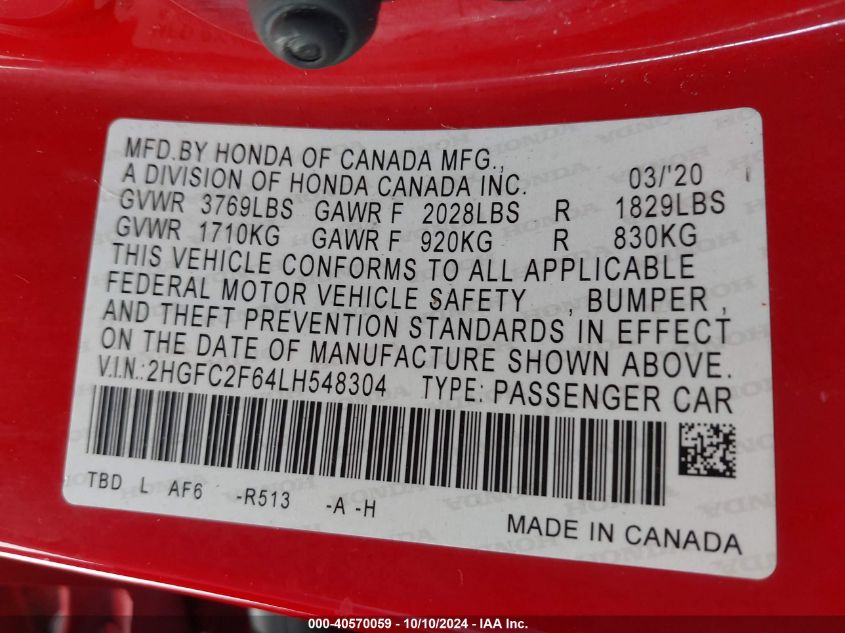 MFD.BY HONDA OF CANADA MFG.,
A DIVISION OF HONDA CANADA INC. 03/'20
GVWR 3769LBS GAWR F 2028LBS R 1829LBS
GVWR 1710KG GAWR F 920KG R 830KG
THIS VEHICLE CONFORMS TO ALL APPLICABLE
FEDERAL MOTOR VEHICLE SAFETY , BUMPER ,
AND THEFT PREVENTION STANDARDS IN EFFECT
ON THE DATE OF MANUFACTURE SHOWN ABOVE.
V.I.N.: 2HGFC2F64LH548304 TYPE: PASSENGER CAR
TBD L AF6 -R513 -A -H
MADE IN CANADA
000-40570059 - 10/10/2024 - IAA Inc.